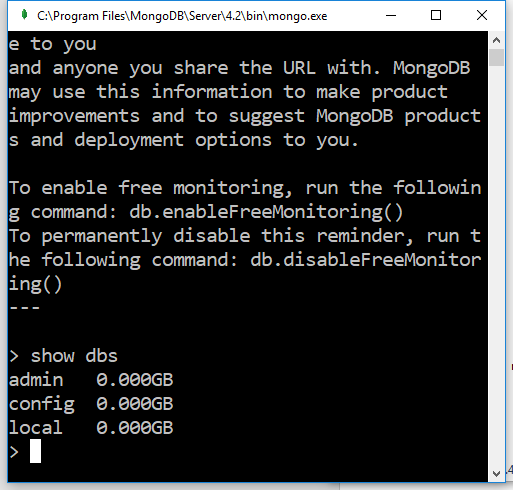 C:\Program Files\MongoDB\Server\4.2\bin\mongo.exe
e to you
and anyone you share the URL with. MongoDB
may use this information to make product
improvements and to suggest MongoDB product
s and deployment options to you.
To enable free monitoring, run the followin
g command: db.enableFreeMonitoring()
To permanently disable this reminder, run t
he following command: db.disableFreeMonitor
ing()
---
> show dbs
admin   0.000GB
config  0.000GB
local   0.000GB
>
.4